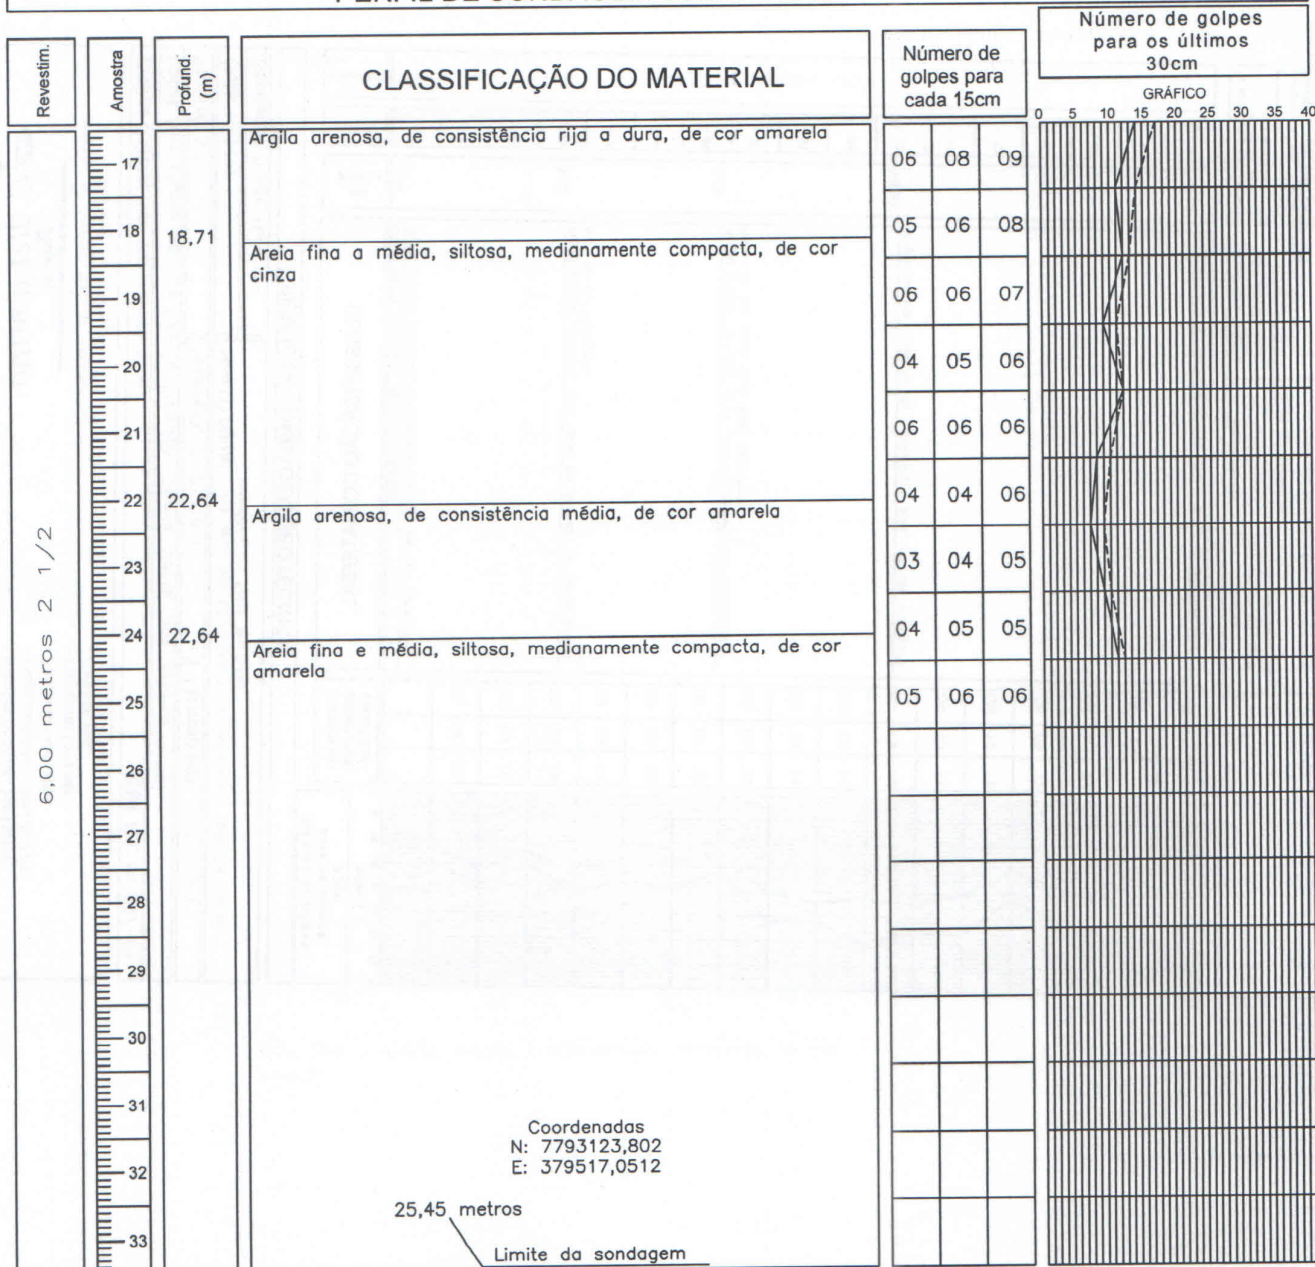 Revestim.
Amostra
Profund. (m)
CLASSIFICAÇÃO DO MATERIAL
Número de
golpes para
cada 15cm
Número de golpes
para os últimos
30cm
GRÁFICO
0 5 10 15 20 25 30 35 40
Argila arenosa, de consistência rija a dura, de cor amarela
17
06 08 09
18
18,71
05 06 08
Areia fina a média, siltosa, medianamente compacta, de cor
cinza
19
06 06 07
20
04 05 06
21
06 06 06
22
22,64
04 04 06
Argila arenosa, de consistência média, de cor amarela
23
03 04 05
24
22,64
04 05 05
Areia fina e média, siltosa, medianamente compacta, de cor
amarela
25
05 06 06
6,00 metros 2 1/2
26
27
28
29
30
31
32
33
Coordenadas
N: 7793123,802
E: 379517,0512
25,45 metros
Limite da sondagem